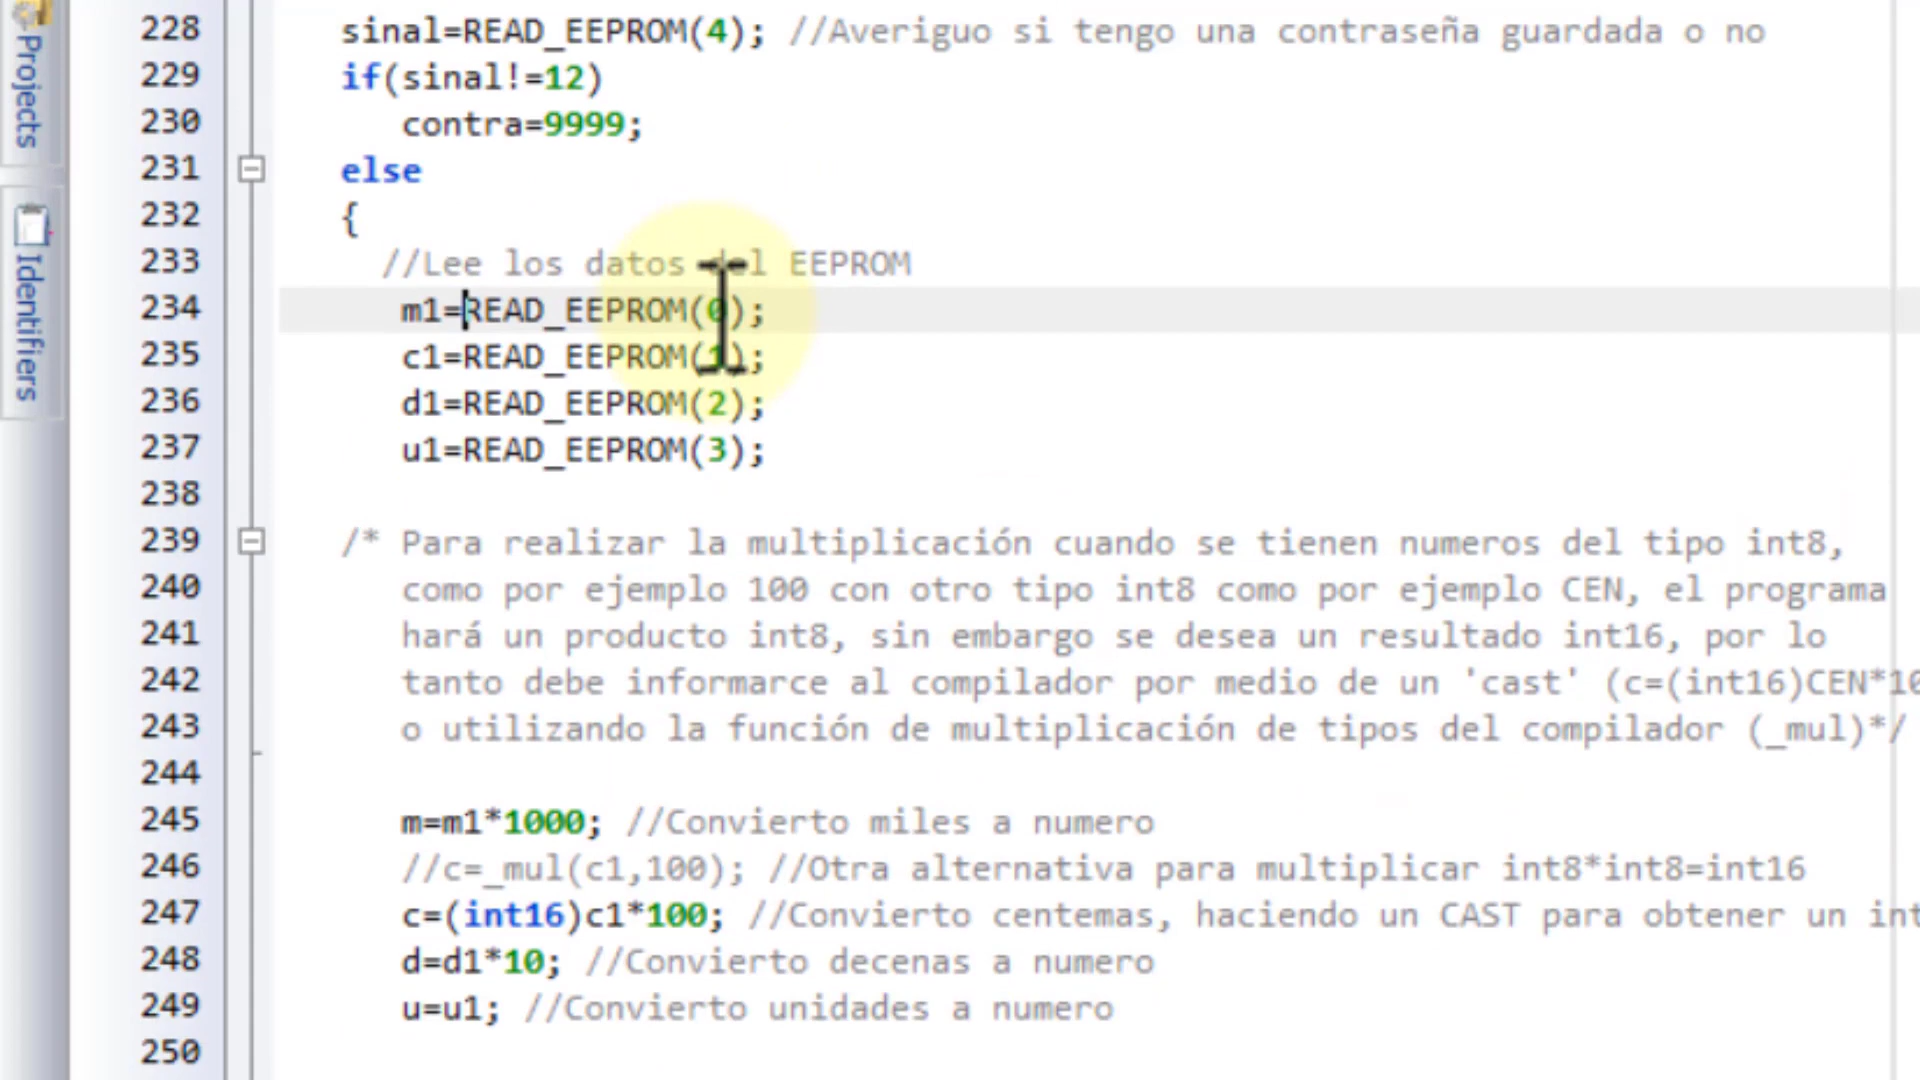 Projects
Identifiers
228 sinal=READ_EEPROM(4); //Averiguo si tengo una contraseña guardada o no
229 if(sinal!=12)
230 contra=9999;
231 else
232 {
233 //Lee los datos del EEPROM
234 m1=READ_EEPROM(0);
235 c1=READ_EEPROM(1);
236 d1=READ_EEPROM(2);
237 u1=READ_EEPROM(3);
238
239 /* Para realizar la multiplicación cuando se tienen numeros del tipo int8,
240 como por ejemplo 100 con otro tipo int8 como por ejemplo CEN, el programa
241 hará un producto int8, sin embargo se desea un resultado int16, por lo
242 tanto debe informarce al compilador por medio de un 'cast' (c=(int16)CEN*10
243 o utilizando la función de multiplicación de tipos del compilador (_mul)*/
244
245 m=m1*1000; //Convierto miles a numero
246 //c=_mul(c1,100); //Otra alternativa para multiplicar int8*int8=int16
247 c=(int16)c1*100; //Convierto centemas, haciendo un CAST para obtener un int
248 d=d1*10; //Convierto decenas a numero
249 u=u1; //Convierto unidades a numero
250